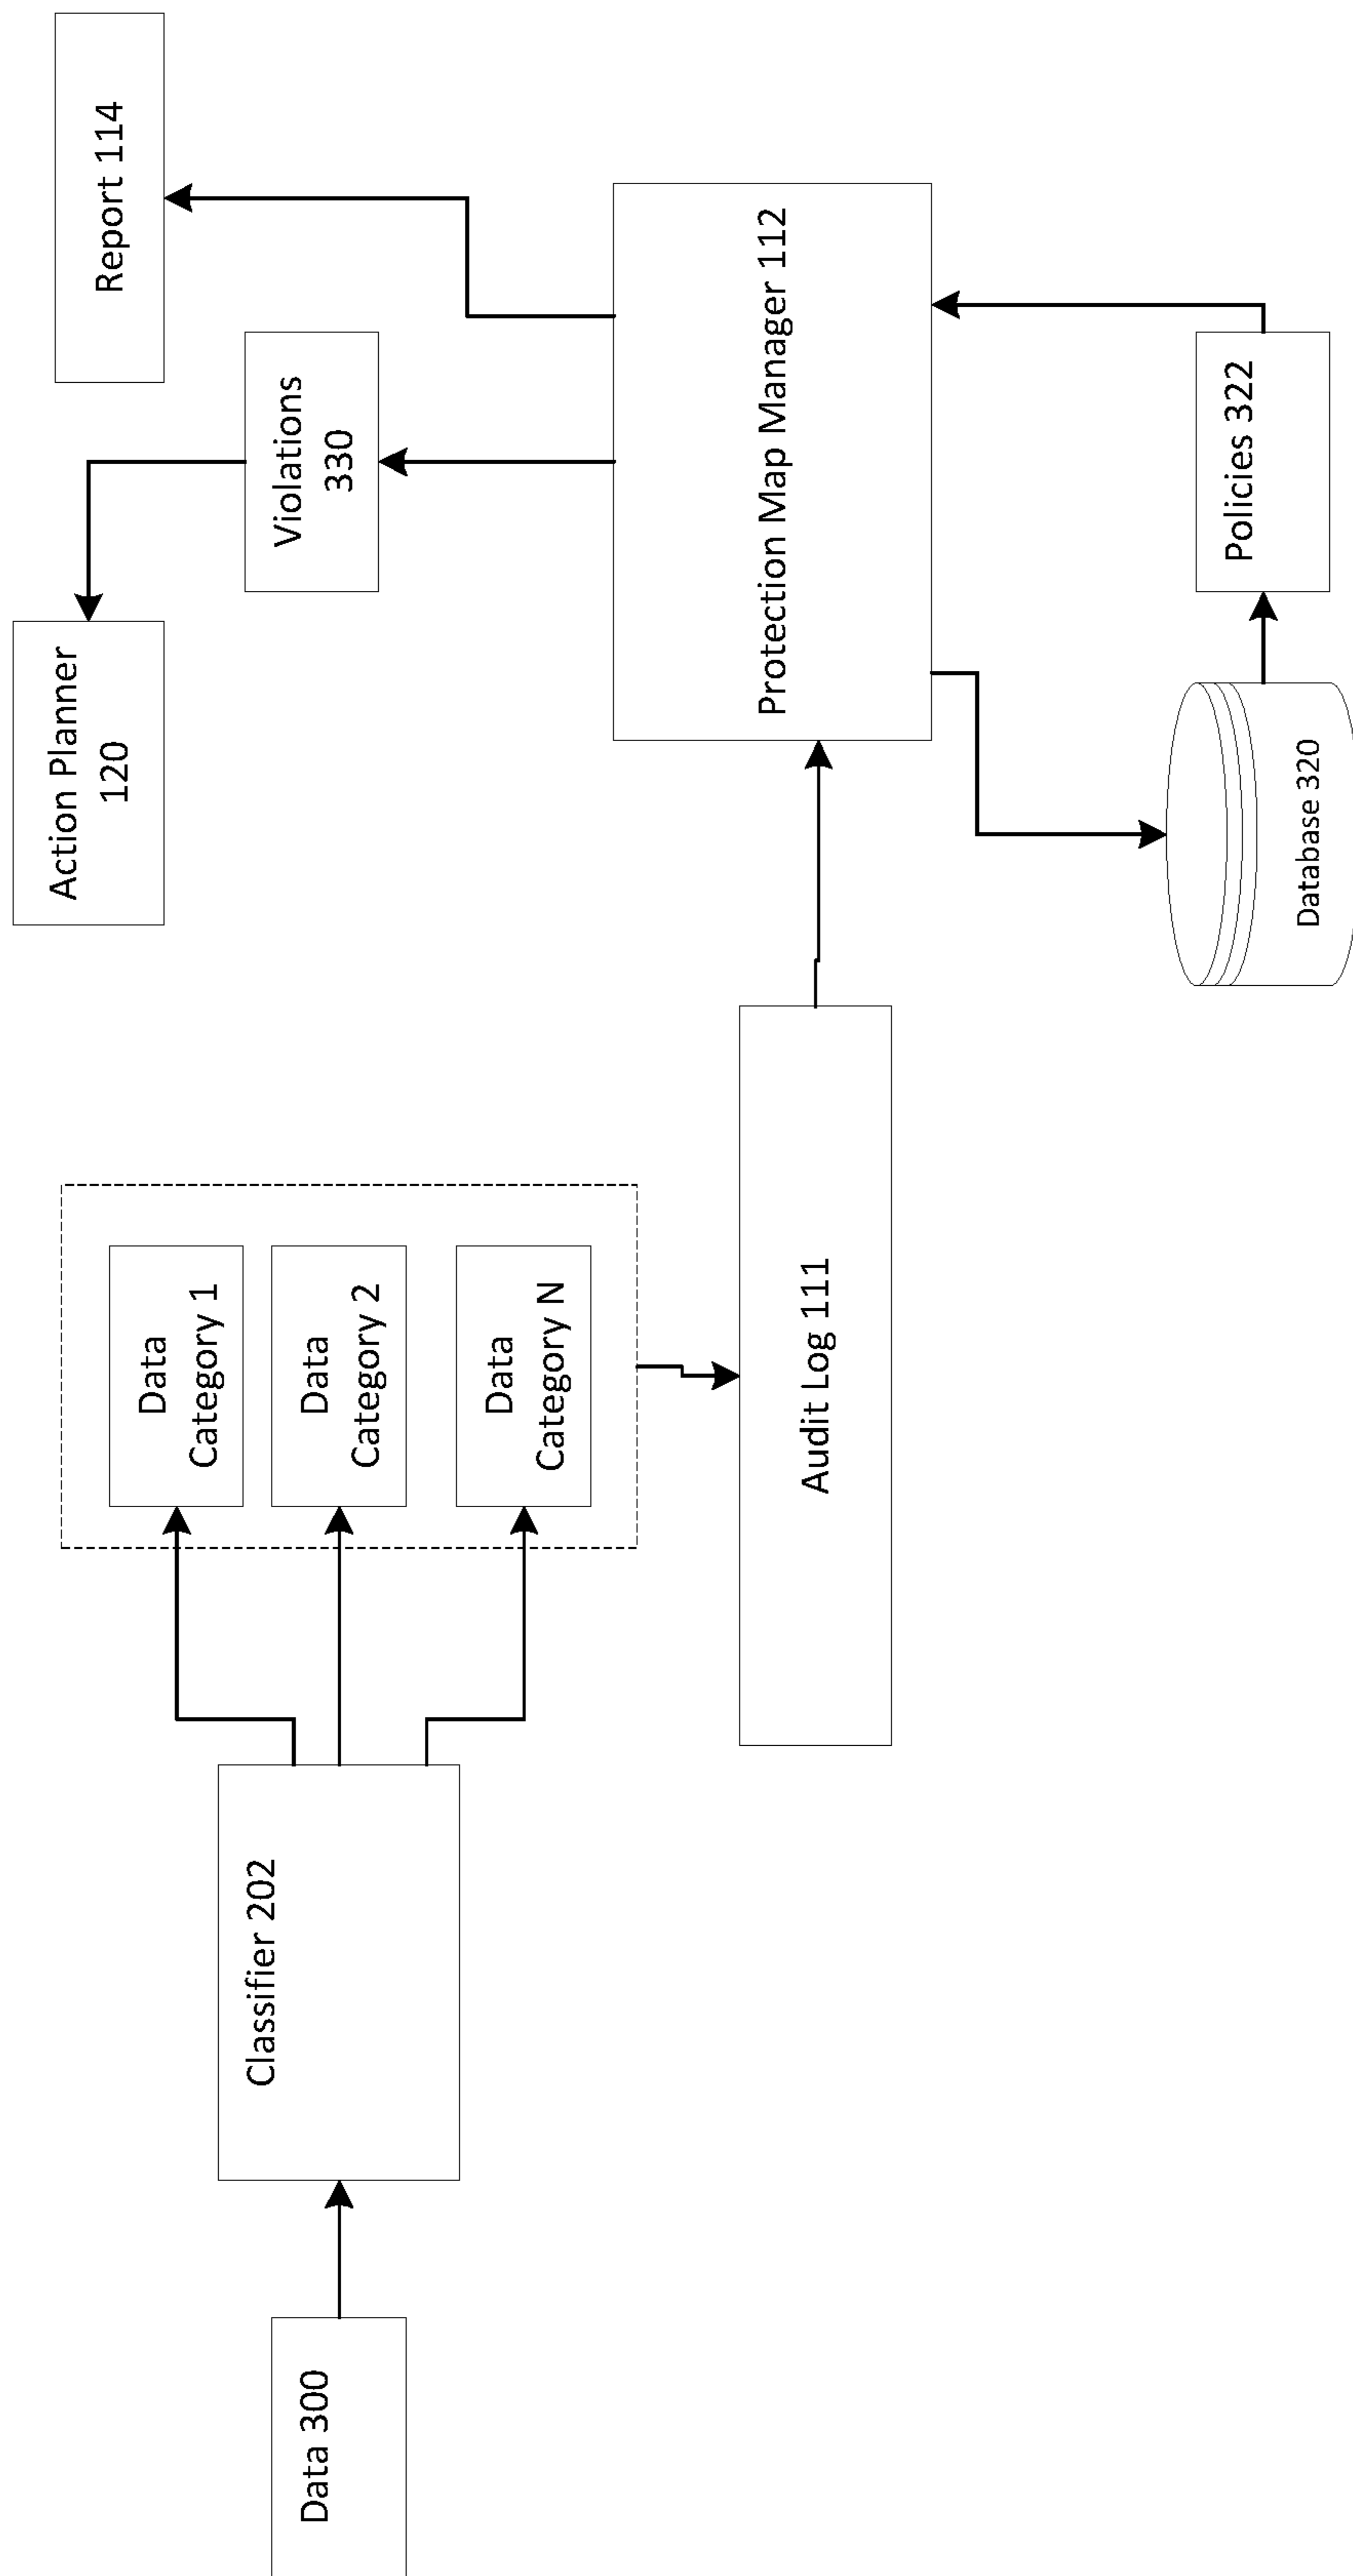 Data 300
Classifier 202
Data
Category 1
Data
Category 2
Data
Category N
Audit Log 111
Action Planner
120
Violations
330
Report 114
Protection Map Manager 112
Database 320
Policies 322